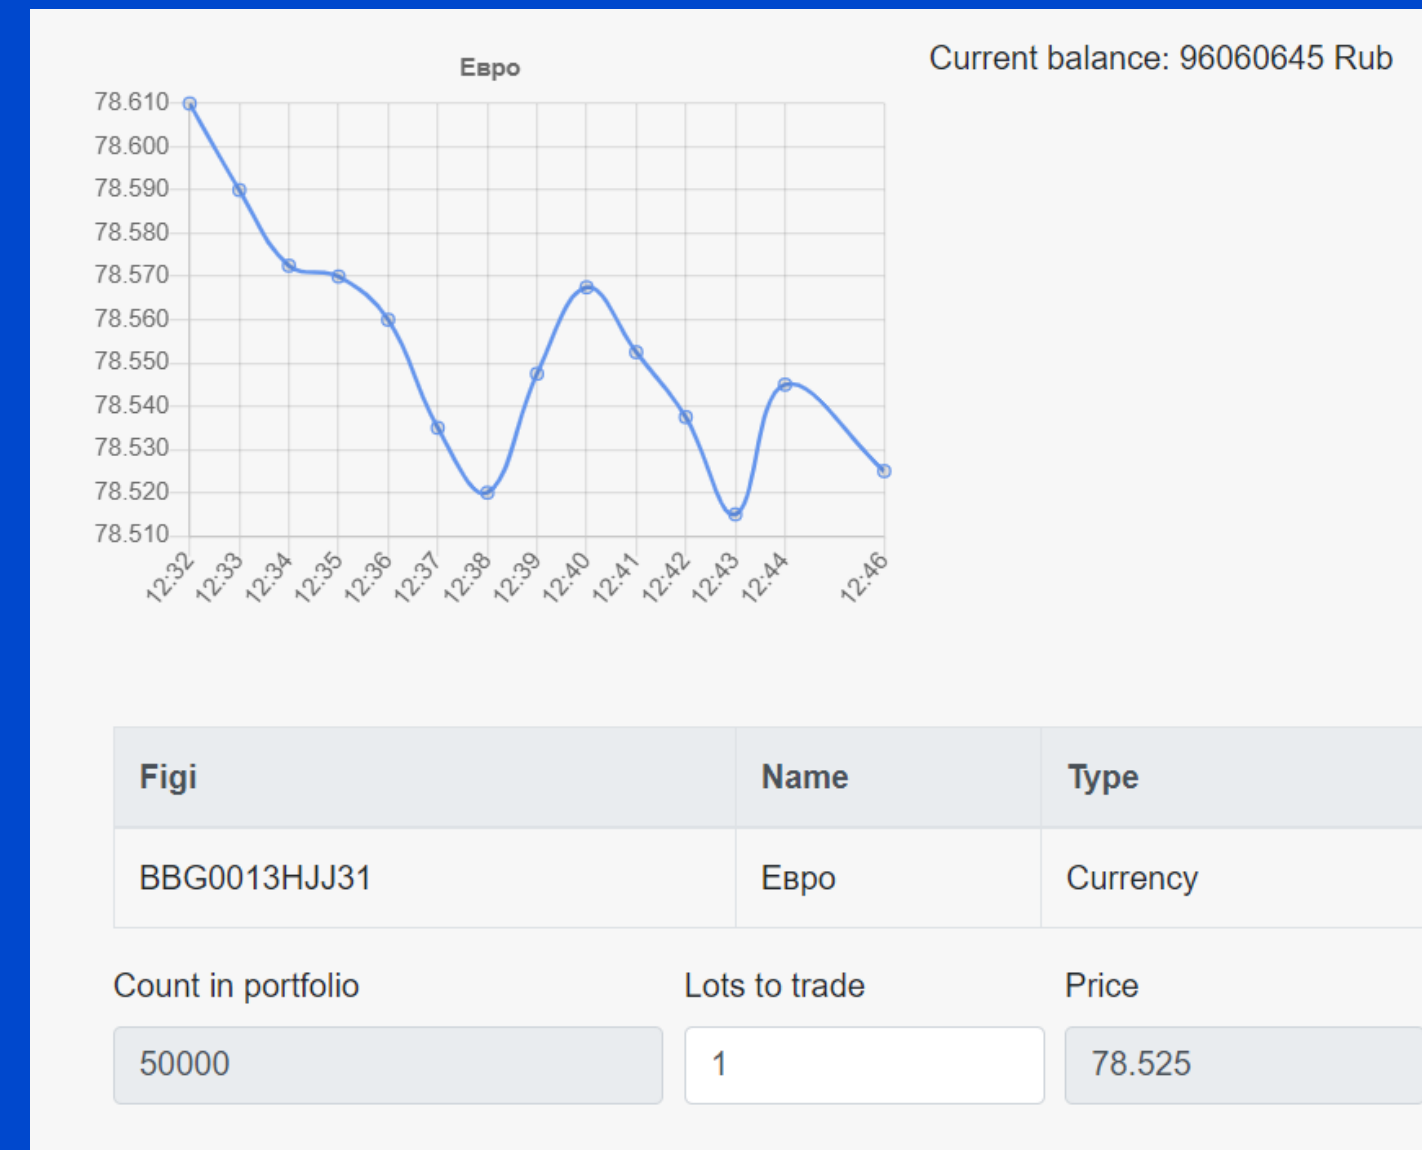 Евро
Current balance: 96060645 Rub
78.610
78.600
78.590
78.580
78.570
78.560
78.550
78.540
78.530
78.520
78.510
12:32 12:33 12:34 12:35 12:36 12:37 12:38 12:39 12:40 12:41 12:42 12:43 12:44 12:46
Figi Name Type
BBG0013HJJ31 Евро Currency
Count in portfolio Lots to trade Price
50000 1 78.525